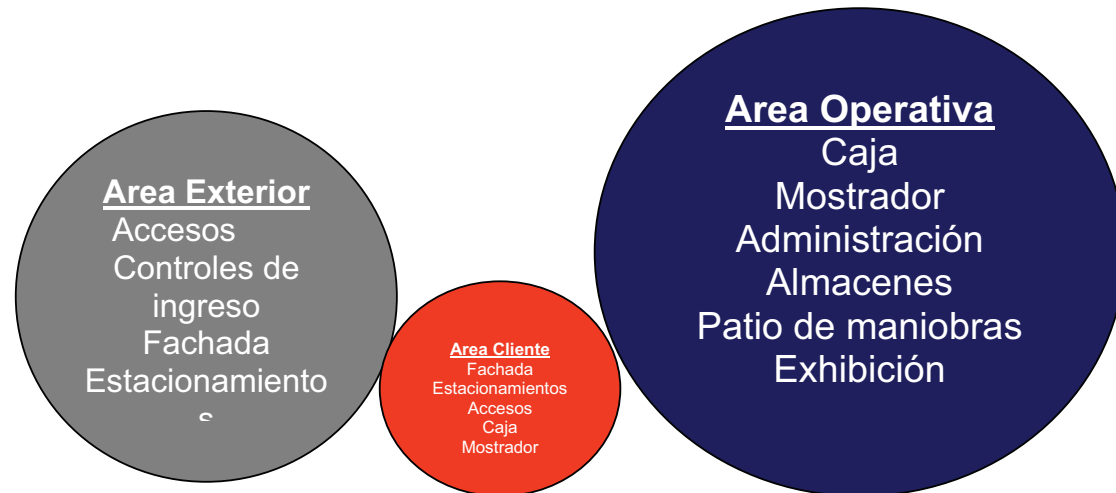 Area Exterior
Accesos
Controles de
ingreso
Fachada
Estacionamiento
s
Area Cliente
Fachada
Estacionamientos
Accesos
Caja
Mostrador
Area Operativa
Caja
Mostrador
Administración
Almacenes
Patio de maniobras
Exhibición